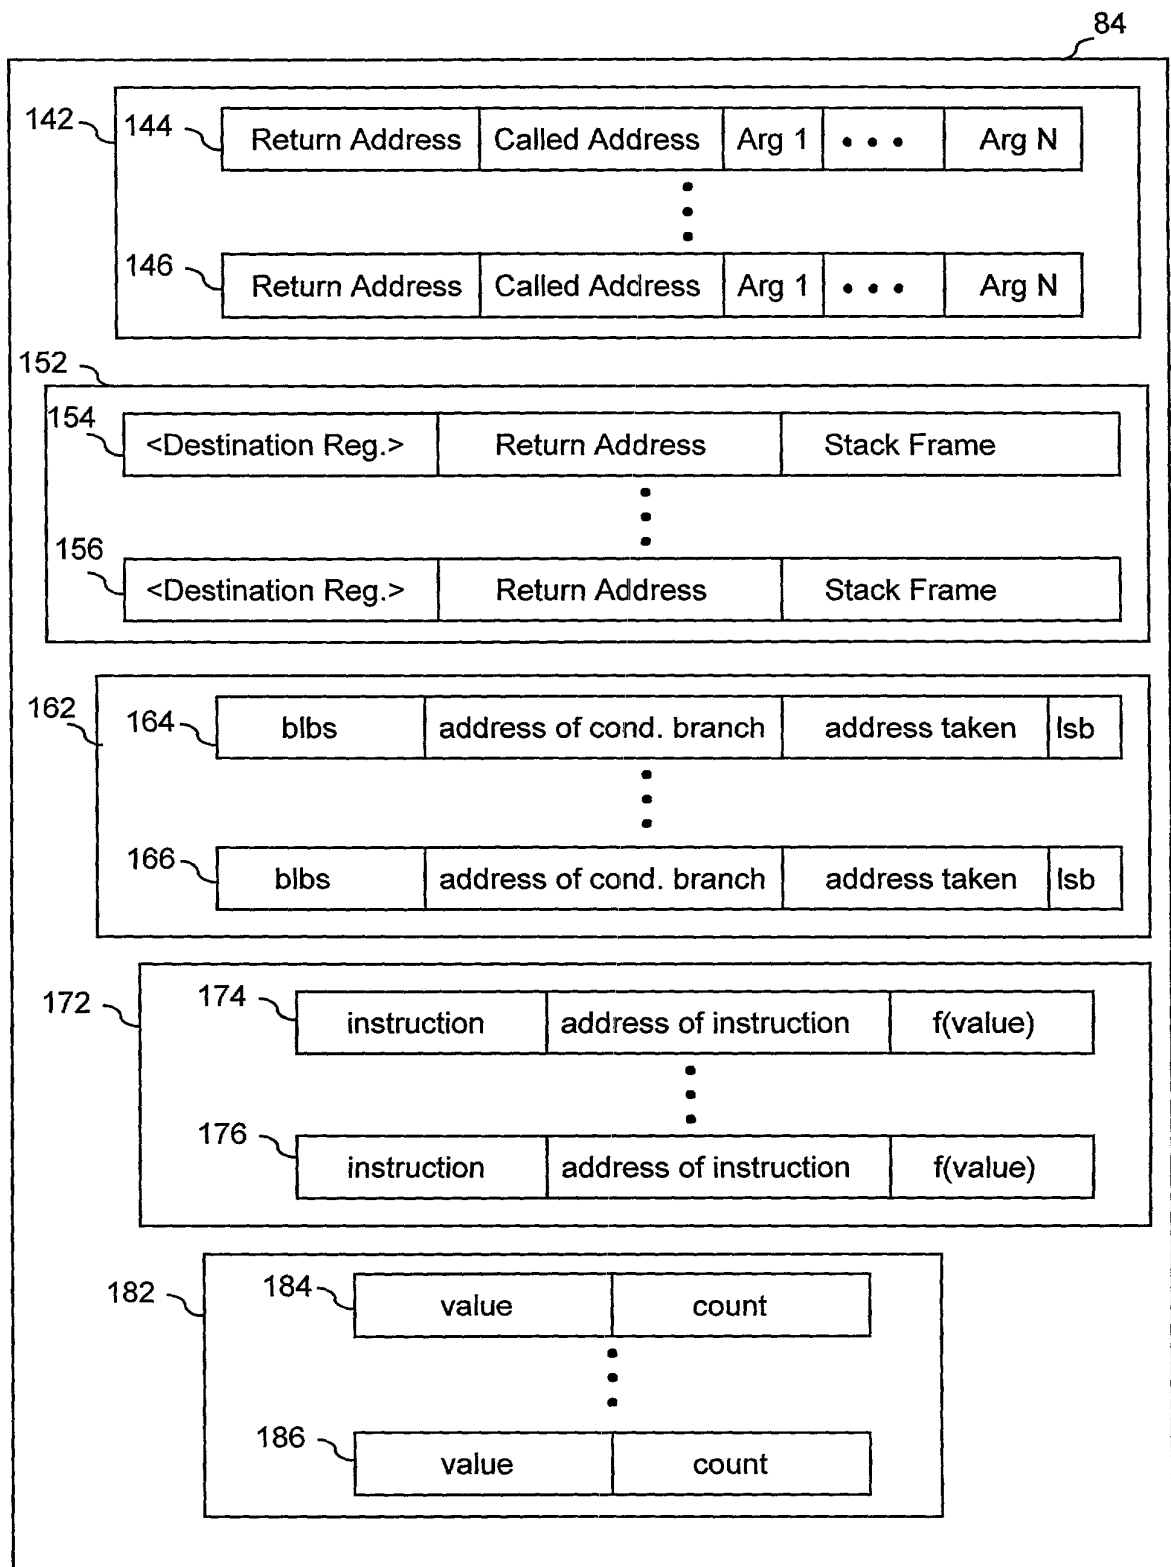 84
142
144
Return Address Called Address Arg 1 • • • Arg N
146
Return Address Called Address Arg 1 • • • Arg N
152
154
<Destination Reg.> Return Address Stack Frame
156
<Destination Reg.> Return Address Stack Frame
162
164
blbs address of cond. branch address taken lsb
166
blbs address of cond. branch address taken lsb
172
174
instruction address of instruction f(value)
176
instruction address of instruction f(value)
182
184
value count
186
value count